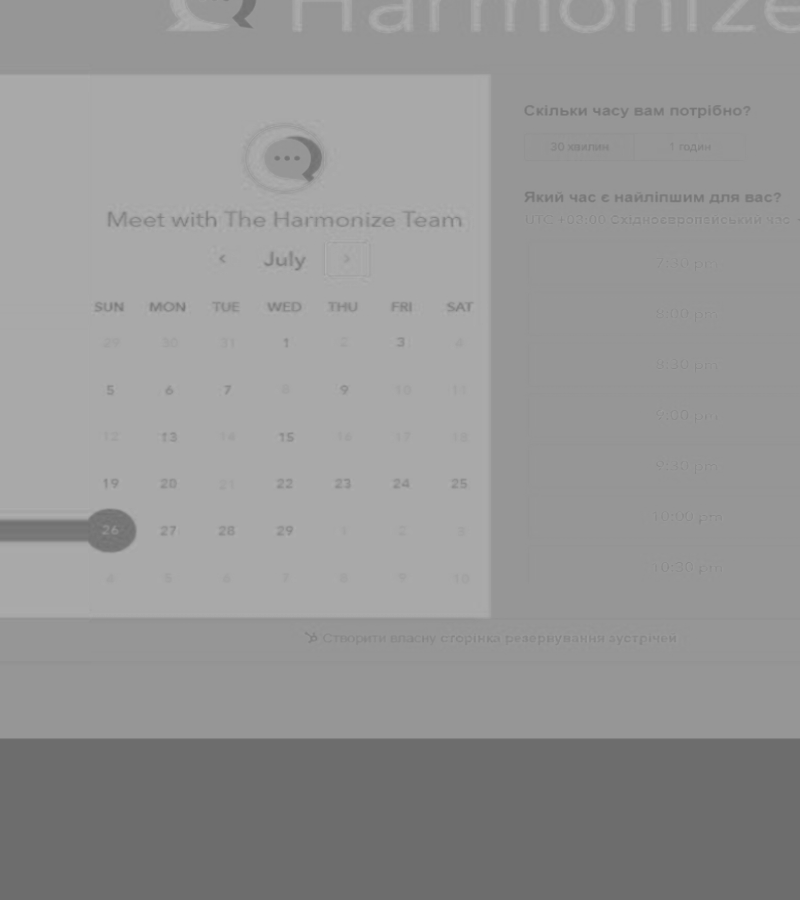 Harmonize
Meet with The Harmonize Team
July
SUN MON TUE WED THU FRI SAT
29 30 31 1 2 3 4
5 6 7 8 9 10 11
12 13 14 15 16 17 18
19 20 21 22 23 24 25
26 27 28 29 1 2 3
4 5 6 7 8 9 10
Скільки часу вам потрібно?
30 хвилин 1 годин
Який час є найліпшим для вас?
UTC +03:00 Східноєвропейський час
7:30 pm
8:00 pm
8:30 pm
9:00 pm
9:30 pm
10:00 pm
10:30 pm
Створити власну сторінка резервування зустрічей